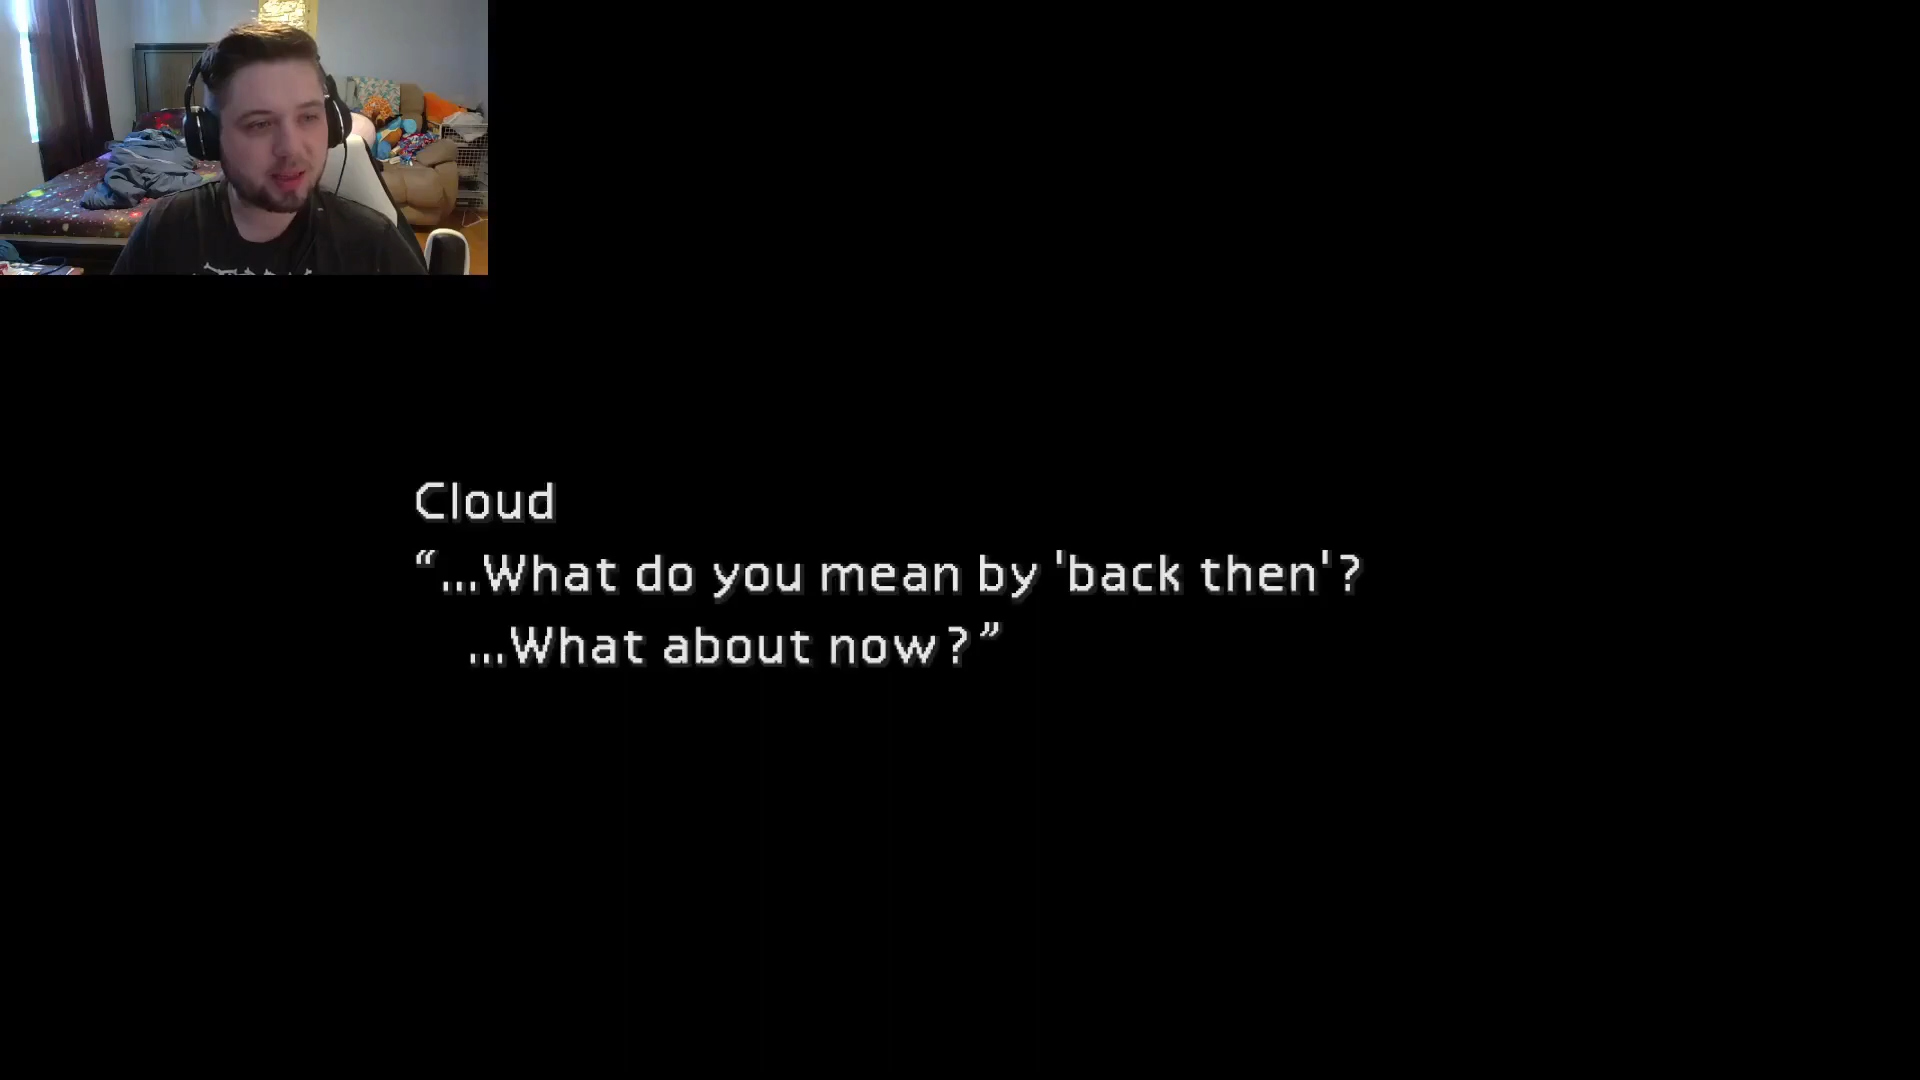 Cloud
“...What do you mean by 'back then'?
...What about now?”